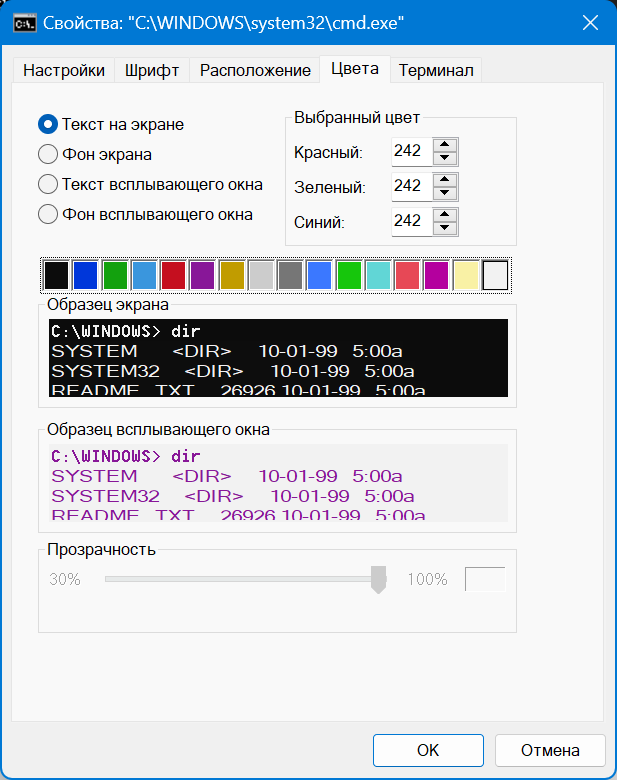 Свойства: "C:\WINDOWS\system32\cmd.exe"
Настройки Шрифт Расположение Цвета Терминал
Текст на экране
Фон экрана
Текст всплывающего окна
Фон всплывающего окна
Выбранный цвет
Красный: 242
Зеленый: 242
Синий: 242
Образец экрана
C:\WINDOWS> dir
SYSTEM <DIR> 10-01-99 5:00a
SYSTEM32 <DIR> 10-01-99 5:00a
README TXT 26926 10-01-99 5:00a
Образец всплывающего окна
C:\WINDOWS> dir
SYSTEM <DIR> 10-01-99 5:00a
SYSTEM32 <DIR> 10-01-99 5:00a
README TXT 26926 10-01-99 5:00a
Прозрачность
30% 100%
OK Отмена